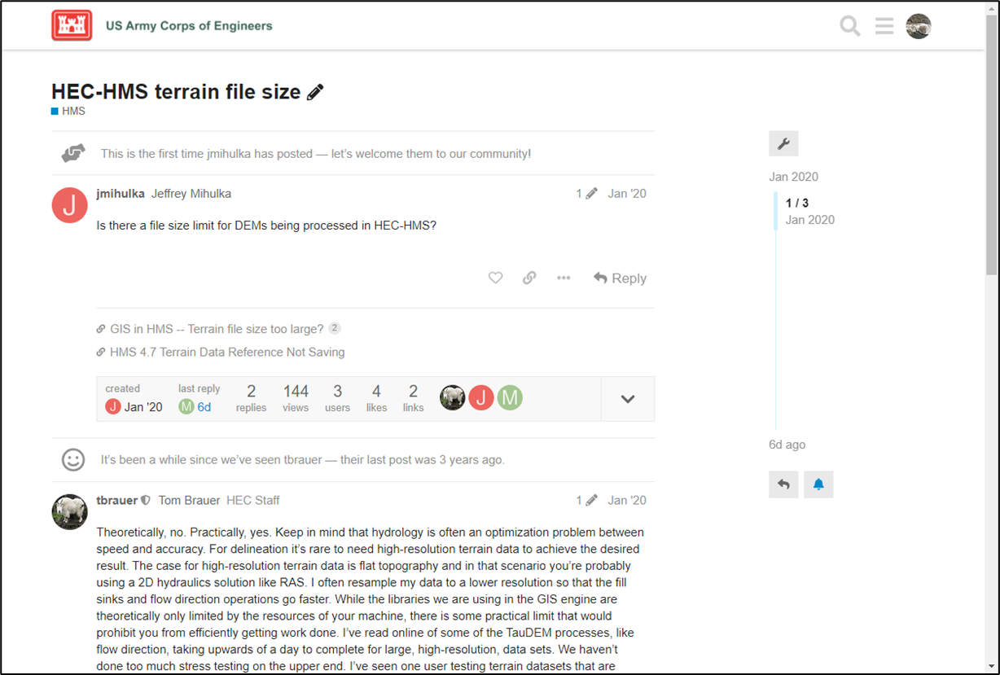 US Army Corps of Engineers
HEC-HMS terrain file size
HMS
This is the first time jmihulka has posted — let’s welcome them to our community!
J
jmihulka Jeffrey Mihulka
1 Jan '20
Is there a file size limit for DEMs being processed in HEC-HMS?
Reply
GIS in HMS -- Terrain file size too large? 2
HMS 4.7 Terrain Data Reference Not Saving
created last reply 2 144 3 4 2 J M
J Jan '20 M 6d replies views users likes links
It’s been a while since we’ve seen tbrauer — their last post was 3 years ago.
tbrauer Tom Brauer HEC Staff
1 Jan '20
Theoretically, no. Practically, yes. Keep in mind that hydrology is often an optimization problem between
speed and accuracy. For delineation it’s rare to need high-resolution terrain data to achieve the desired
result. The case for high-resolution terrain data is flat topography and in that scenario you’re probably
using a 2D hydraulics solution like RAS. I often resample my data to a lower resolution so that the fill
sinks and flow direction operations go faster. While the libraries we are using in the GIS engine are
theoretically only limited by the resources of your machine, there is some practical limit that would
prohibit you from efficiently getting work done. I’ve read online of some of the TauDEM processes, like
flow direction, taking upwards of a day to complete for large, high-resolution, data sets. We haven’t
done too much stress testing on the upper end. I’ve seen one user testing terrain datasets that are
Jan 2020
1 / 3
Jan 2020
6d ago